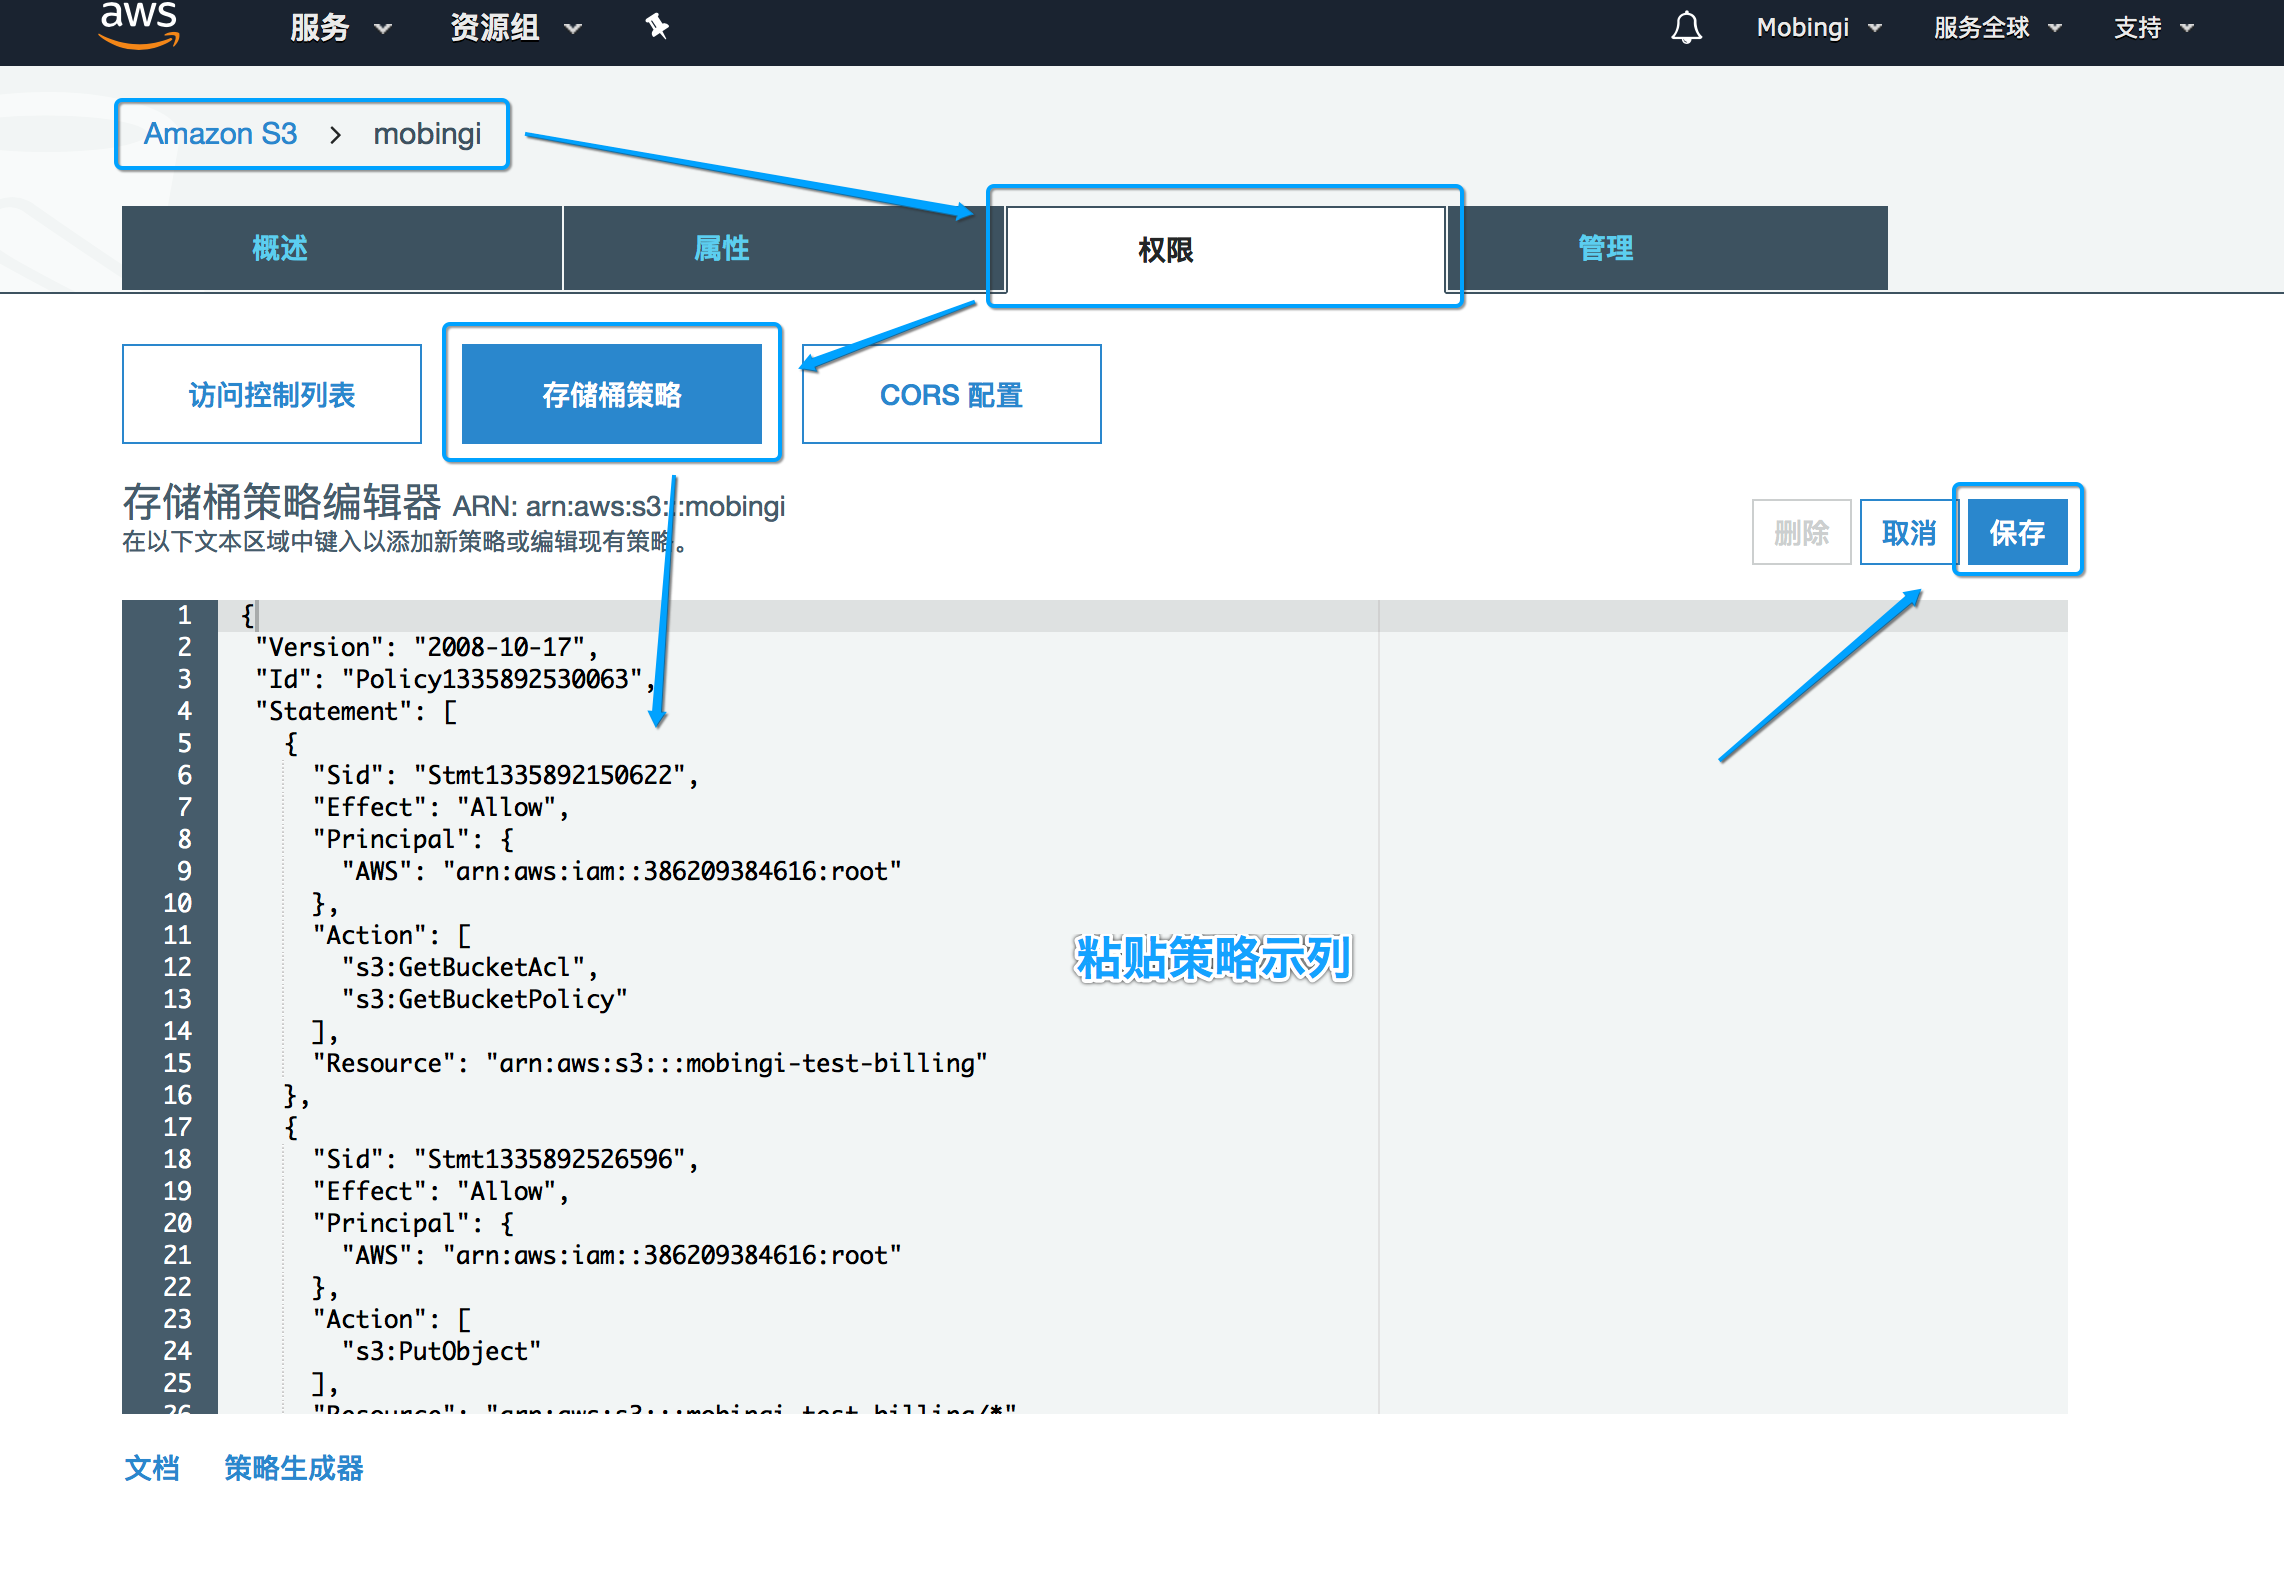 aws 服务 资源组 Mobingi 服务全球 支持
Amazon S3 > mobingi
概述 属性 权限 管理
访问控制列表 存储桶策略 CORS 配置
存储桶策略编辑器 ARN: arn:aws:s3:::mobingi
在以下文本区域中键入以添加新策略或编辑现有策略。
删除 取消 保存
1 {
2 "Version": "2008-10-17",
3 "Id": "Policy1335892530063",
4 "Statement": [
5 {
6 "Sid": "Stmt1335892150622",
7 "Effect": "Allow",
8 "Principal": {
9 "AWS": "arn:aws:iam::386209384616:root"
10 },
11 "Action": [
12 "s3:GetBucketAcl",
13 "s3:GetBucketPolicy"
14 ],
15 "Resource": "arn:aws:s3:::mobingi-test-billing"
16 },
17 {
18 "Sid": "Stmt1335892526596",
19 "Effect": "Allow",
20 "Principal": {
21 "AWS": "arn:aws:iam::386209384616:root"
22 },
23 "Action": [
24 "s3:PutObject"
25 ],
26 "Resource": "arn:aws:s3:::mobingi-test-billing/*"
粘贴策略示列
文档 策略生成器